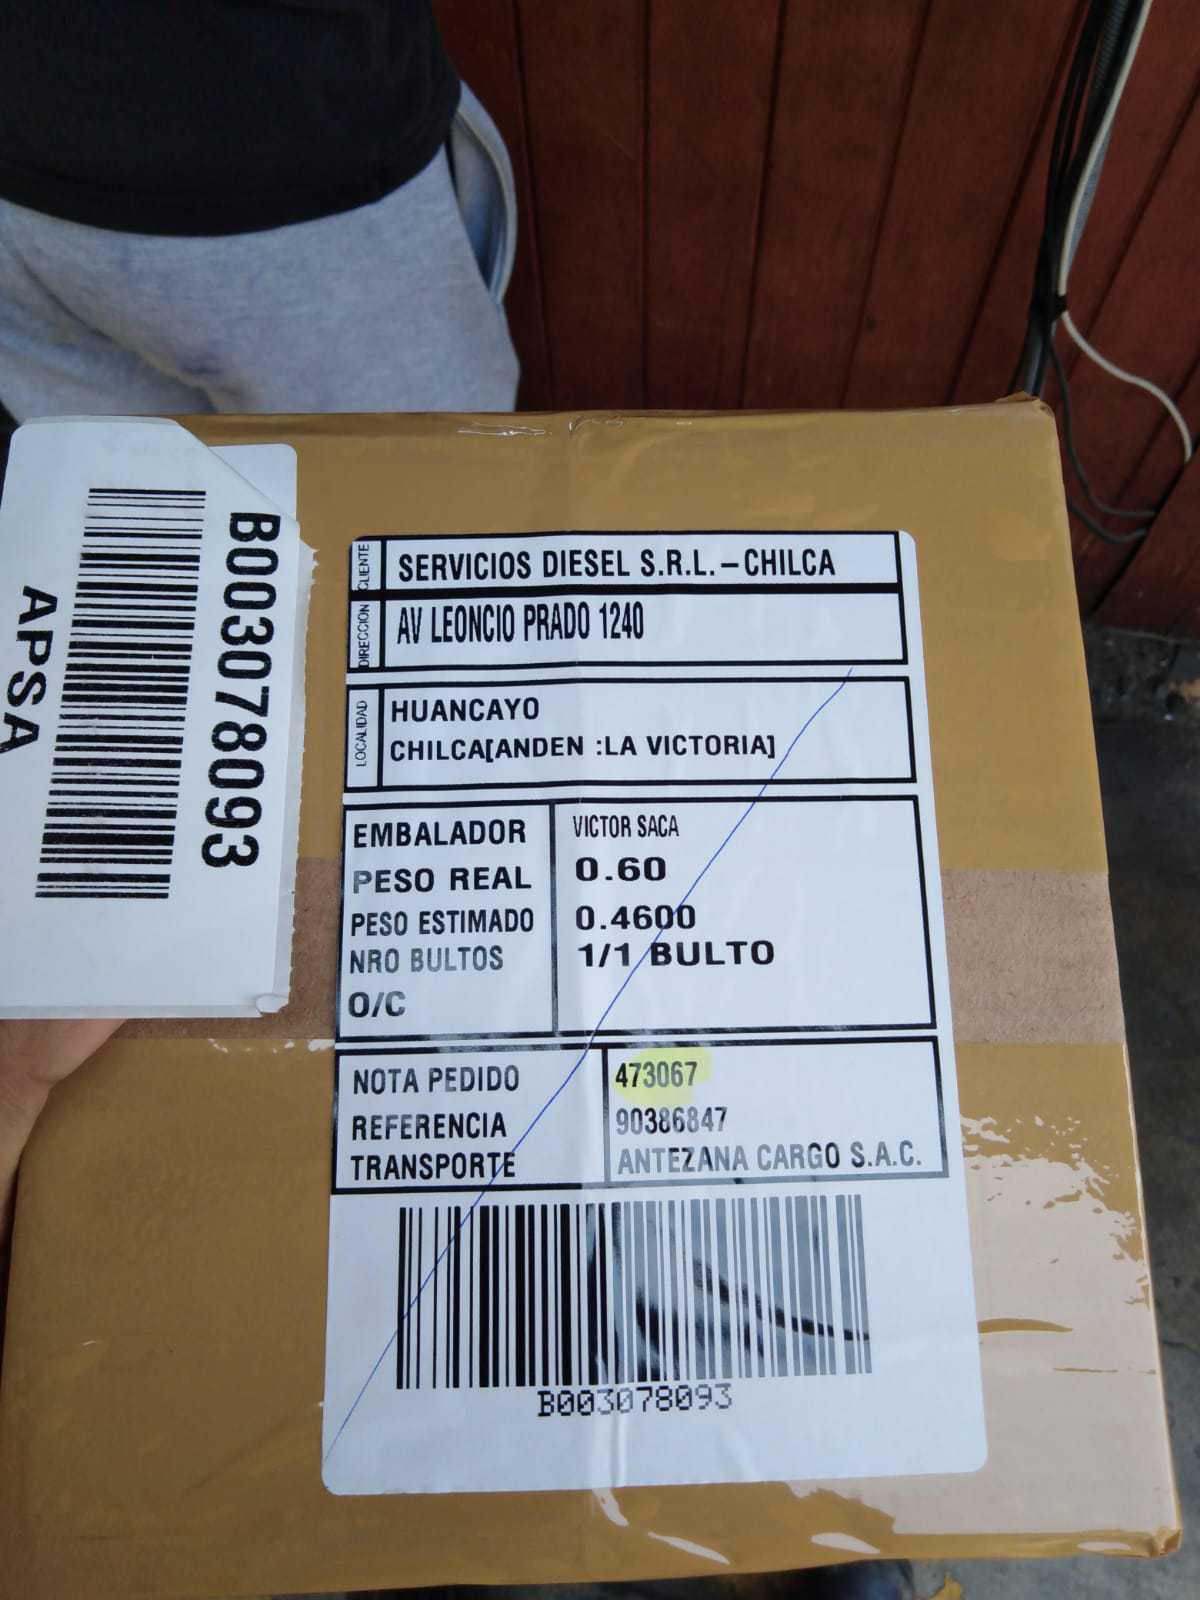 B003078093
APSA
CLIENTE
SERVICIOS DIESEL S.R.L.-CHILCA
DIRECCION
AV LEONCIO PRADO 1240
LOCALIDAD
HUANCAYO
CHILCA[ANDEN :LA VICTORIA]
EMBALADOR VICTOR SACA
PESO REAL 0.60
PESO ESTIMADO 0.4600
NRO BULTOS 1/1 BULTO
O/C
NOTA PEDIDO 473067
REFERENCIA 90386847
TRANSPORTE ANTEZANA CARGO S.A.C.
B003078093